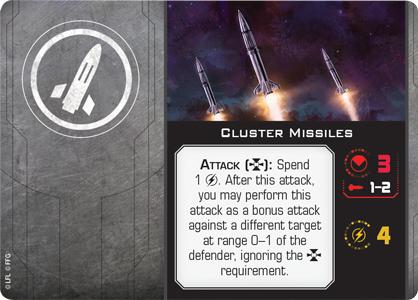 CLUSTER MISSILES
ATTACK ( ): Spend
1 . After this attack,
you may perform this
attack as a bonus attack
against a different target
at range 0–1 of the
defender, ignoring the
requirement.
3
1–2
4
©LFL ©FFG